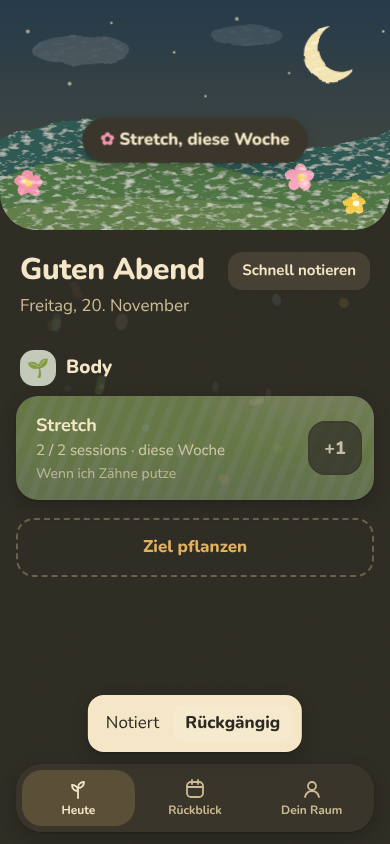 Stretch, diese Woche
Guten Abend
Schnell notieren
Freitag, 20. November
Body
Stretch
2 / 2 sessions · diese Woche
Wenn ich Zähne putze
+1
Ziel pflanzen
Notiert Rückgängig
Heute Rückblick Dein Raum